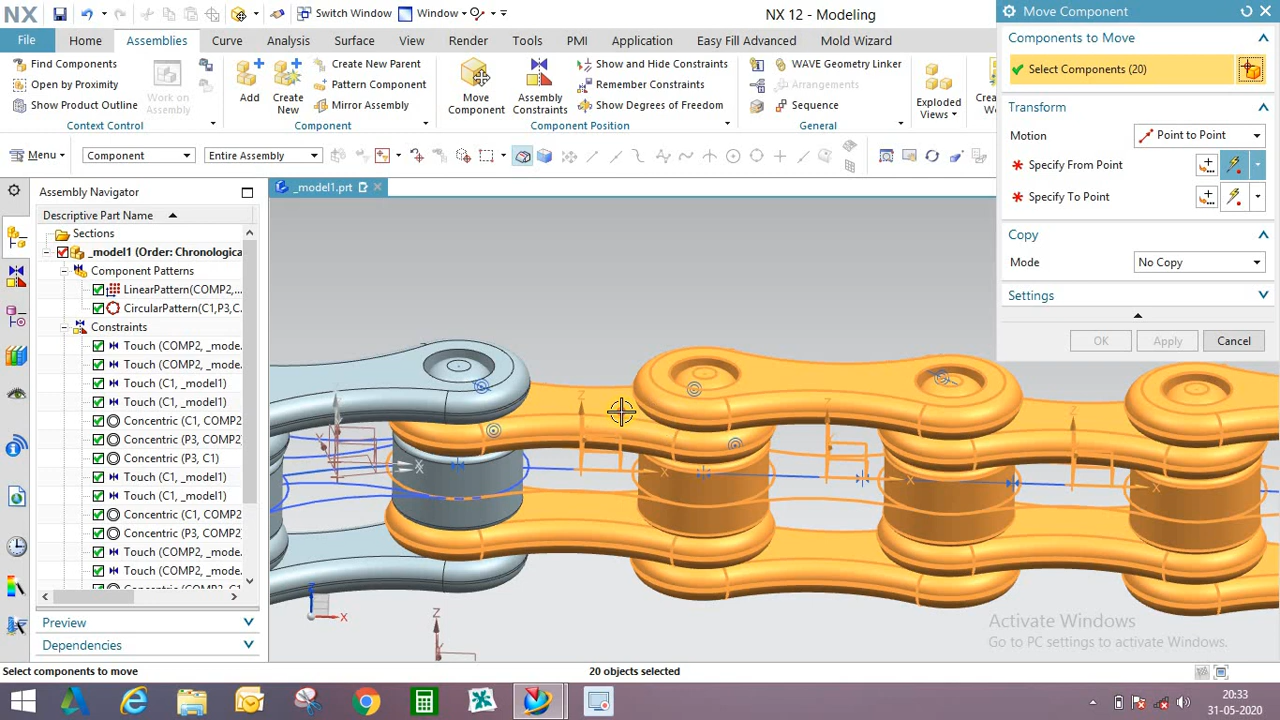 NX
Switch Window
Window
NX 12 - Modeling
Move Component
File
Home
Assemblies
Curve
Analysis
Surface
View
Render
Tools
PMI
Application
Easy Fill Advanced
Mold Wizard
Components to Move
Find Components
Open by Proximity
Show Product Outline
Work on
Assembly
Add
Create
New
Create New Parent
Pattern Component
Mirror Assembly
Move
Component
Assembly
Constraints
Show and Hide Constraints
Remember Constraints
Show Degrees of Freedom
WAVE Geometry Linker
Arrangements
Sequence
Exploded
Views
Context Control
Component
Component Position
General
Select Components (20)
Transform
Motion
Point to Point
Specify From Point
Specify To Point
Copy
Mode
No Copy
Settings
OK
Apply
Cancel
Menu
Component
Entire Assembly
_model1.prt
Assembly Navigator
Descriptive Part Name
Sections
_model1 (Order: Chronologica
Component Patterns
LinearPattern(COMP2,...
CircularPattern(C1,P3,C...
Constraints
Touch (COMP2, _mode...
Touch (COMP2, _mode...
Touch (C1, _model1)
Touch (C1, _model1)
Concentric (C1, COMP2
Concentric (P3, COMP2
Concentric (P3, C1)
Touch (C1, _model1)
Touch (C1, _model1)
Concentric (C1, COMP2
Concentric (P3, COMP2
Touch (COMP2, _mode...
Touch (COMP2, _mode...
Preview
Dependencies
Z
X
X
Z
X
Z
X
Z
X
Z
X
Activate Windows
Go to PC settings to activate Windows.
Select components to move
20 objects selected
20:33
31-05-2020